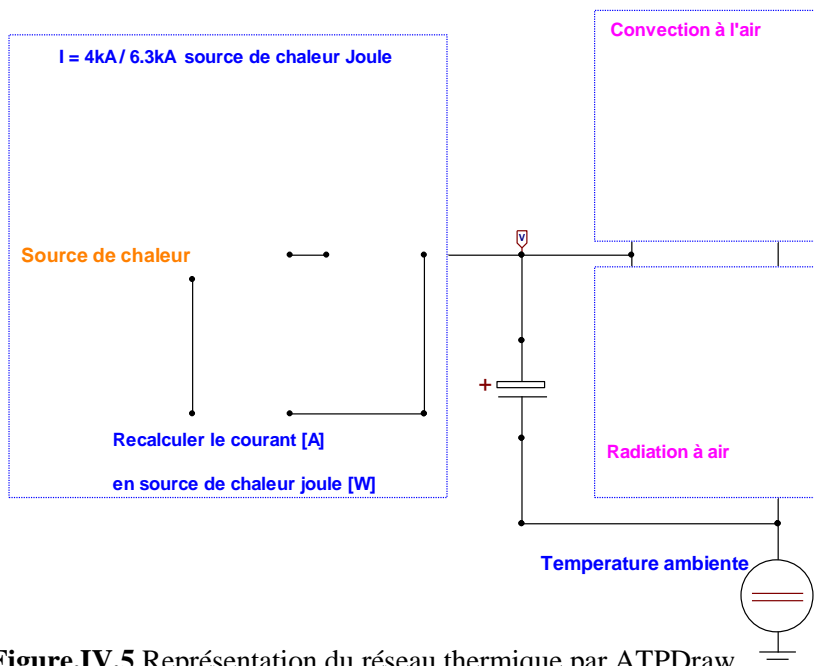 Convection à l'air
I = 4kA / 6.3kA source de chaleur Joule
Source de chaleur
V
+
Recalculer le courant [A]
en source de chaleur joule [W]
Radiation à air
Temperature ambiente
Figure.IV.5 Représentation du réseau thermique par ATPDraw